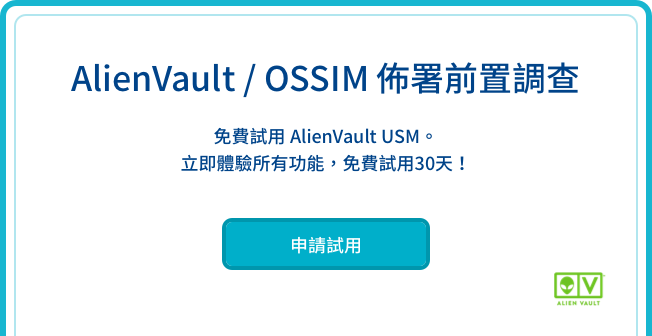 AlienVault / OSSIM 佈署前置調查
免費試用 AlienVault USM。
立即體驗所有功能，免費試用30天！
申請試用
ALIEN VAULT